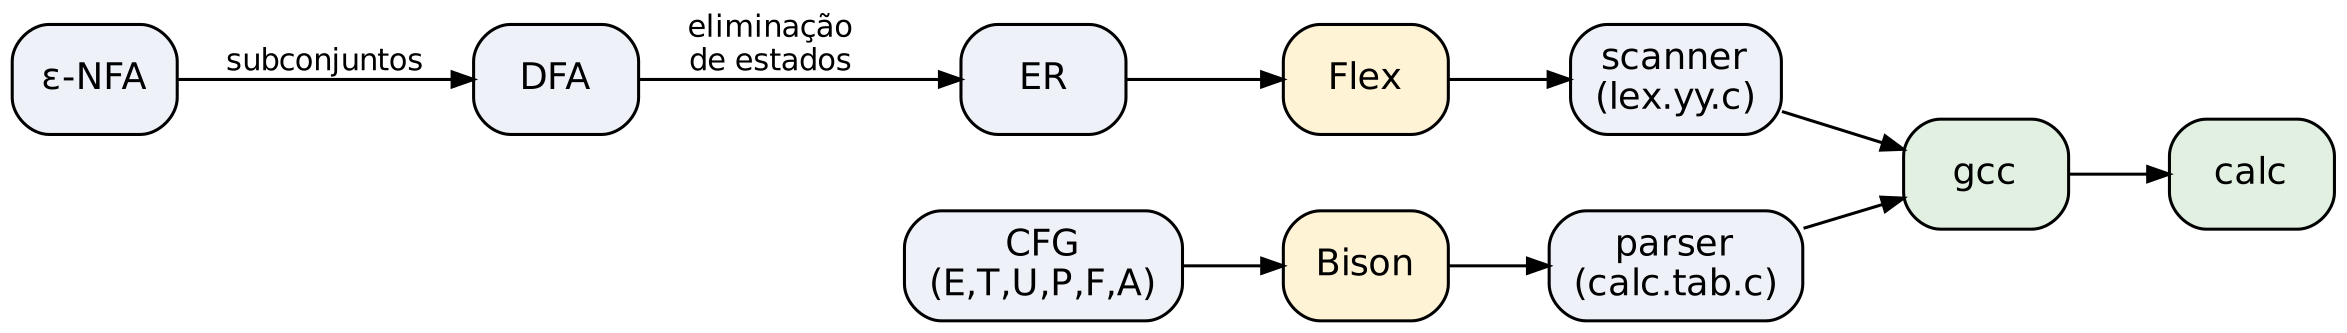 ε-NFA
subconjuntos
DFA
eliminação
de estados
ER
Flex
scanner
(lex.yy.c)
CFG
(E,T,U,P,F,A)
Bison
parser
(calc.tab.c)
gcc
calc